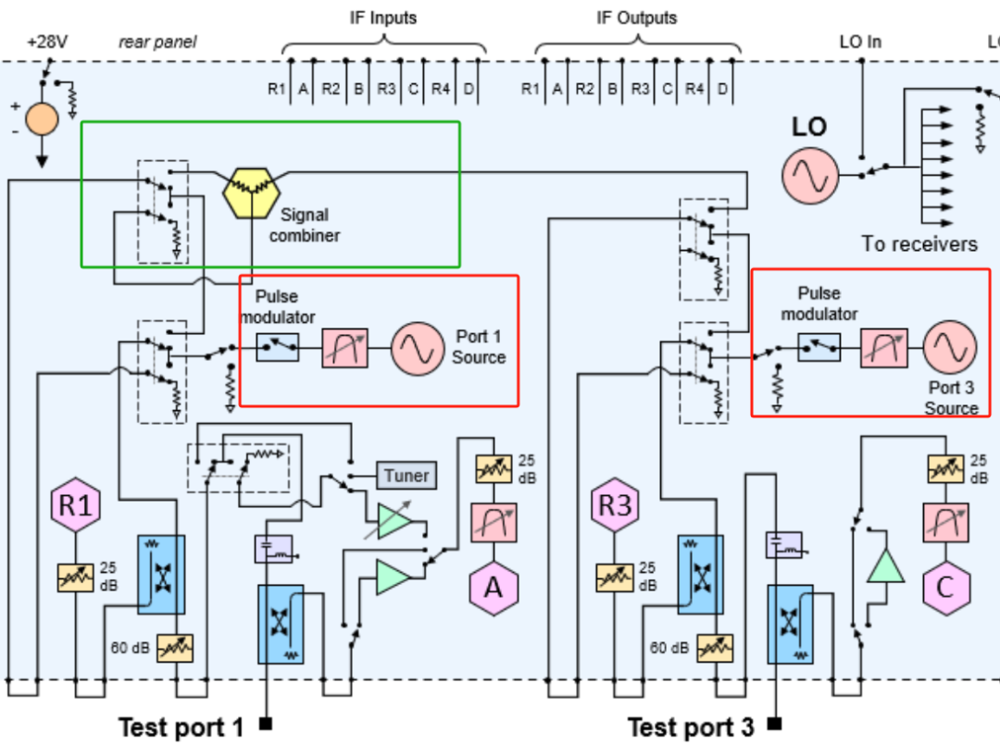 IF Inputs
IF Outputs
+28V
rear panel
LO In
LO
R1 A R2 B R3 C R4 D
R1 A R2 B R3 C R4 D
+
-
LO
Signal
combiner
To receivers
Pulse
modulator
Port 1
Source
Pulse
modulator
Port 3
Source
Tuner
25
dB
25
dB
R1
R3
25
dB
A
25
dB
C
60 dB
60 dB
Test port 1
Test port 3